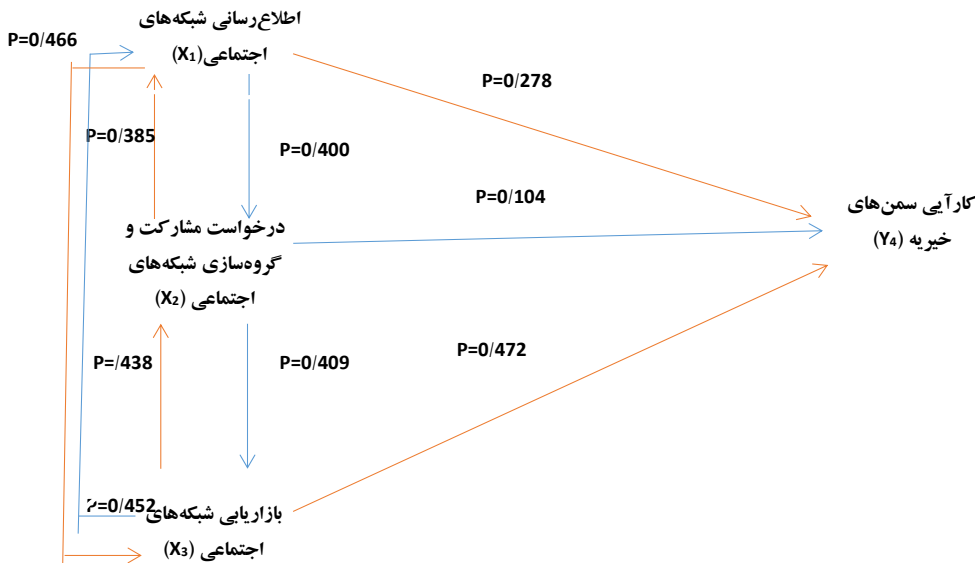 اطلاع‌رسانی شبکه‌های
اجتماعی(X₁)
P=0/466
P=0/278
P=0/385
P=0/400
P=0/104
کارآیی سمن‌های
خیریه (Y₄)
درخواست مشارکت و
گروه‌سازی شبکه‌های
اجتماعی (X₂)
P=/438
P=0/409
P=0/472
P=0/452
بازاریابی شبکه‌های
اجتماعی (X₃)